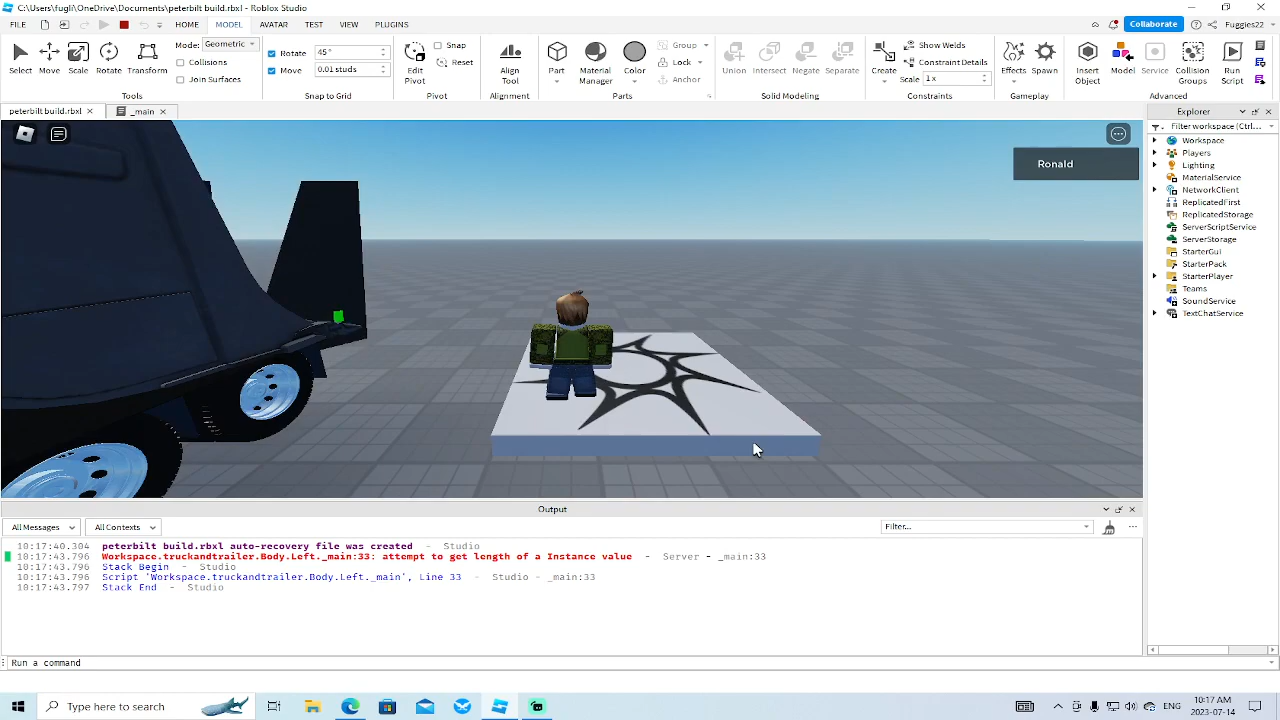 C:\Users\fugli\OneDrive\Documents\peterbilt build.rbxl - Roblox Studio
FILE HOME MODEL AVATAR TEST VIEW PLUGINS Collaborate Fuggies22
Select Move Scale Rotate Transform
Mode: Geometric
Collisions
Join Surfaces
Tools
Rotate 45°
Move 0.01 studs
Snap to Grid
Edit Pivot
Snap
Reset
Pivot
Align Tool
Alignment
Part Material Manager Color
Group
Lock
Anchor
Parts
Union Intersect Negate Separate
Solid Modeling
Create
Show Welds
Constraint Details
Scale 1 x
Constraints
Effects Spawn
Gameplay
Insert Object Model Service Collision Groups Run Script
Advanced
peterbilt build.rbxl _main
Ronald
Explorer
Filter workspace (Ctrl...
Workspace
Players
Lighting
MaterialService
NetworkClient
ReplicatedFirst
ReplicatedStorage
ServerScriptService
ServerStorage
StarterGui
StarterPack
StarterPlayer
Teams
SoundService
TextChatService
Output
All Messages All Contexts Filter...
10:17:40.304 peterbilt build.rbxl auto-recovery file was created - Studio
10:17:43.796 Workspace.truckandtrailer.Body.Left._main:33: attempt to get length of a Instance value - Server - _main:33
10:17:43.796 Stack Begin - Studio
10:17:43.796 Script 'Workspace.truckandtrailer.Body.Left._main', Line 33 - Studio - _main:33
10:17:43.797 Stack End - Studio
Run a command
Type here to search
ENG
10:17 AM
2023-07-14